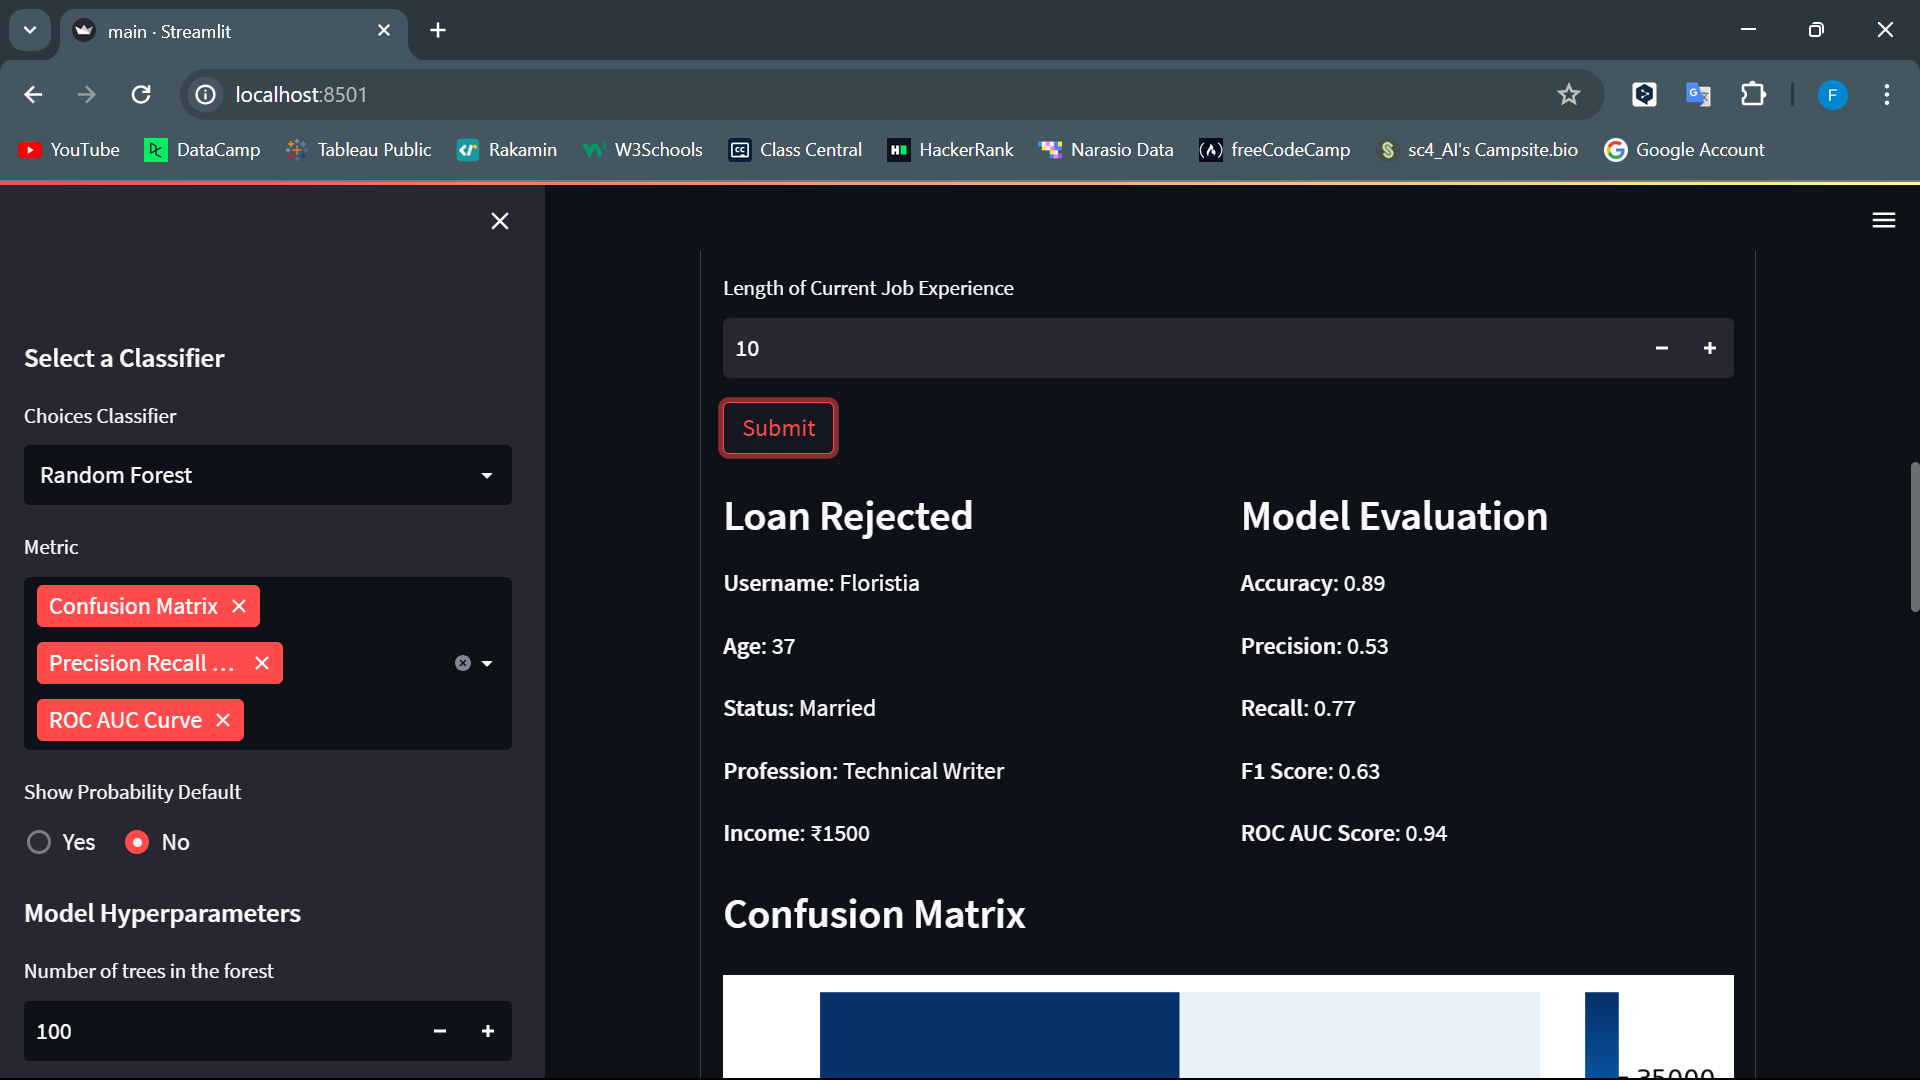 main · Streamlit
localhost:8501
F
YouTube
DataCamp
Tableau Public
Rakamin
W3Schools
Class Central
HackerRank
Narasio Data
freeCodeCamp
sc4_AI's Campsite.bio
Google Account
Select a Classifier
Choices Classifier
Random Forest
Metric
Confusion Matrix
Precision Recall ...
ROC AUC Curve
Show Probability Default
Yes
No
Model Hyperparameters
Number of trees in the forest
100
Length of Current Job Experience
10
Submit
Loan Rejected
Username: Floristia
Age: 37
Status: Married
Profession: Technical Writer
Income: ₹1500
Model Evaluation
Accuracy: 0.89
Precision: 0.53
Recall: 0.77
F1 Score: 0.63
ROC AUC Score: 0.94
Confusion Matrix
35000